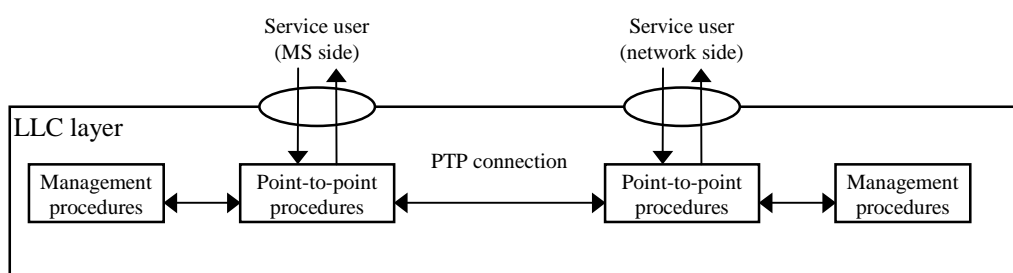 Service user
(MS side)
Service user
(network side)
LLC layer
PTP connection
Management
procedures
Point-to-point
procedures
Point-to-point
procedures
Management
procedures